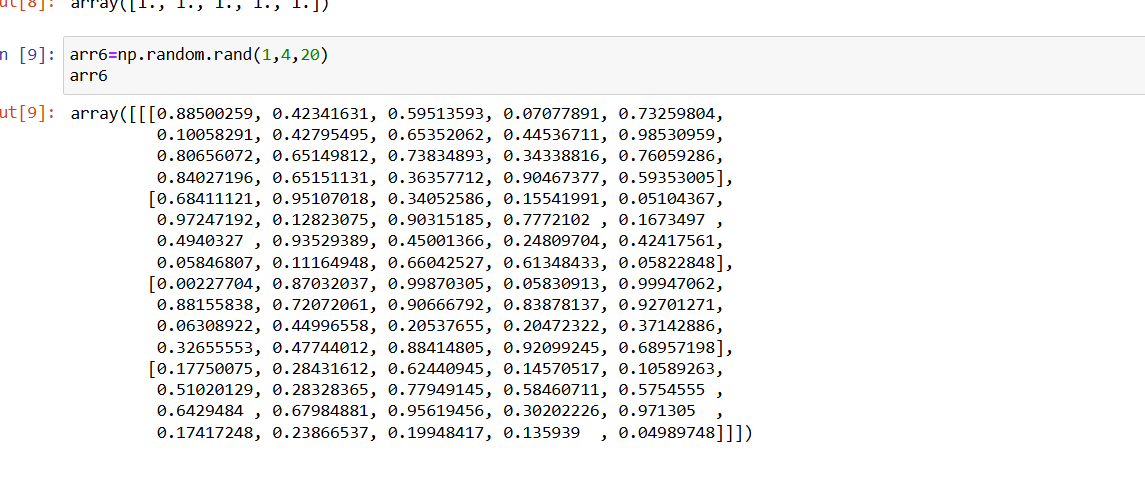 ut[8]: array([1., 1., 1., 1., 1.])
n [9]: arr6=np.random.rand(1,4,20)
arr6
ut[9]: array([[[0.88500259, 0.42341631, 0.59513593, 0.07077891, 0.73259804,
0.10058291, 0.42795495, 0.65352062, 0.44536711, 0.98530959,
0.80656072, 0.65149812, 0.73834893, 0.34338816, 0.76059286,
0.84027196, 0.65151131, 0.36357712, 0.90467377, 0.59353005],
[0.68411121, 0.95107018, 0.34052586, 0.15541991, 0.05104367,
0.97247192, 0.12823075, 0.90315185, 0.7772102 , 0.1673497 ,
0.4940327 , 0.93529389, 0.45001366, 0.24809704, 0.42417561,
0.05846807, 0.11164948, 0.66042527, 0.61348433, 0.05822848],
[0.00227704, 0.87032037, 0.99870305, 0.05830913, 0.99947062,
0.88155838, 0.72072061, 0.90666792, 0.83878137, 0.92701271,
0.06308922, 0.44996558, 0.20537655, 0.20472322, 0.37142886,
0.32655553, 0.47744012, 0.88414805, 0.92099245, 0.68957198],
[0.17750075, 0.28431612, 0.62440945, 0.14570517, 0.10589263,
0.51020129, 0.28328365, 0.77949145, 0.58460711, 0.5754555 ,
0.6429484 , 0.67984881, 0.95619456, 0.30202226, 0.971305  ,
0.17417248, 0.23866537, 0.19948417, 0.135939  , 0.04989748]]])